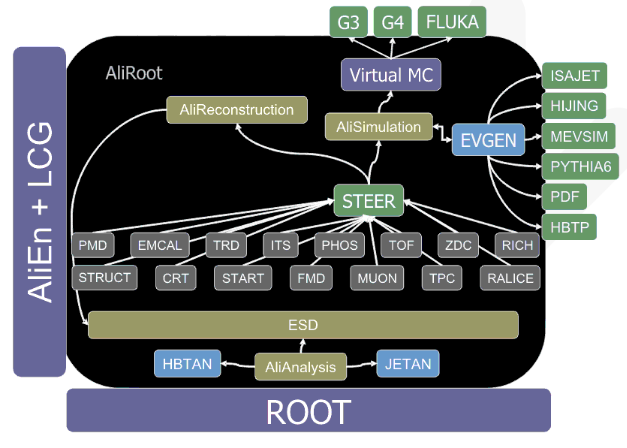 G3
G4
FLUKA
AliRoot
Virtual MC
ISAJET
AliReconstruction
HIJING
AliSimulation
EVGEN
MEVSIM
PYTHIA6
STEER
PDF
HBTP
PMD
EMCAL
TRD
ITS
PHOS
TOF
ZDC
RICH
STRUCT
CRT
START
FMD
MUON
TPC
RALICE
ESD
HBTAN
AliAnalysis
JETAN
AliEn + LCG
ROOT